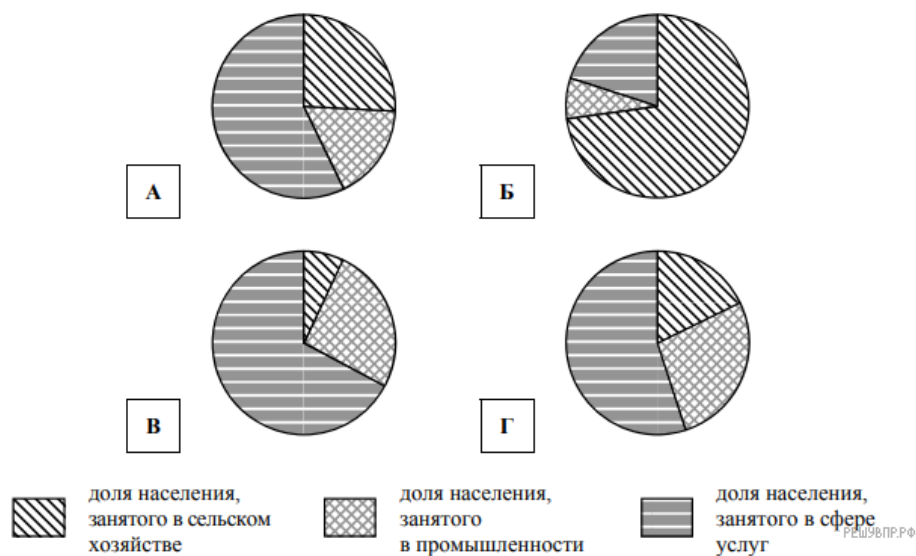 А
Б
В
Г
доля населения,
занятого в сельском
хозяйстве
доля населения,
занятого
в промышленности
доля населения,
занятого в сфере
услуг
РЕШУВПР.РФ